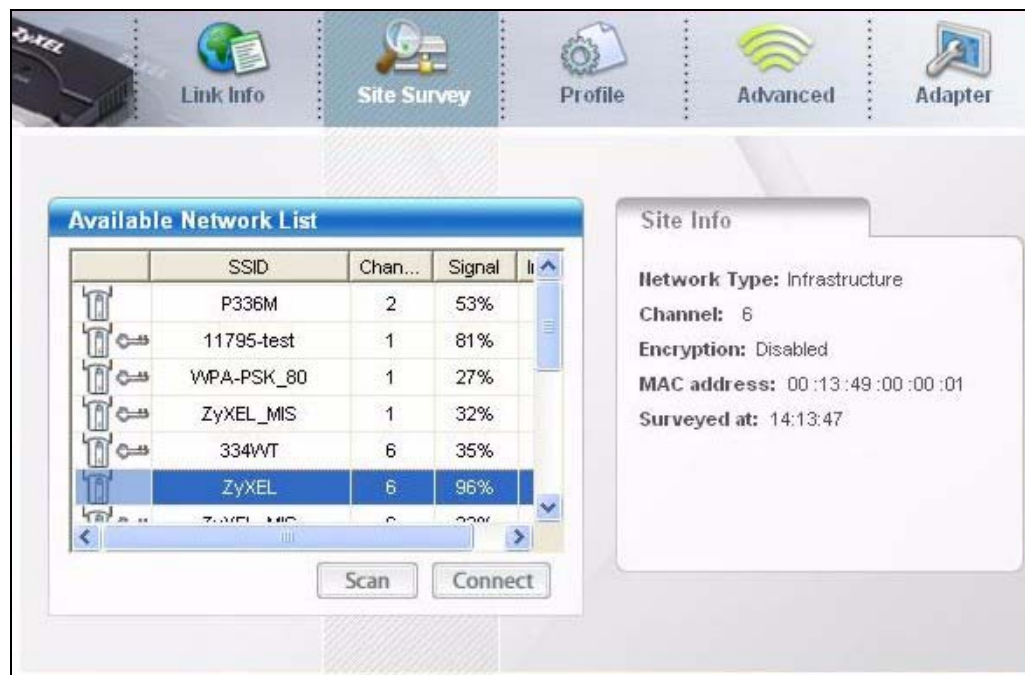 ZyXEL
Link Info
Site Survey
Profile
Advanced
Adapter
Available Network List
SSID Chan... Signal
P336M 2 53%
11795-test 1 81%
WPA-PSK_80 1 27%
ZyXEL_MIS 1 32%
334WT 6 35%
ZyXEL 6 96%
Scan Connect
Site Info
Network Type: Infrastructure
Channel: 6
Encryption: Disabled
MAC address: 00:13:49:00:00:01
Surveyed at: 14:13:47